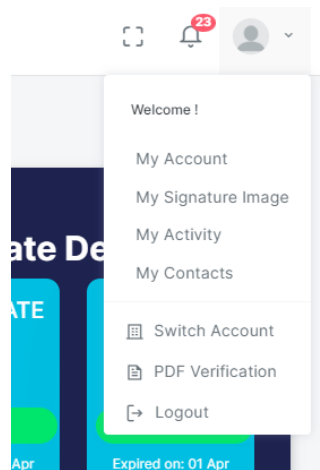 23
Welcome !
My Account
My Signature Image
My Activity
My Contacts
ate De
ATE
Switch Account
PDF Verification
Logout
Apr
Expired on: 01 Apr